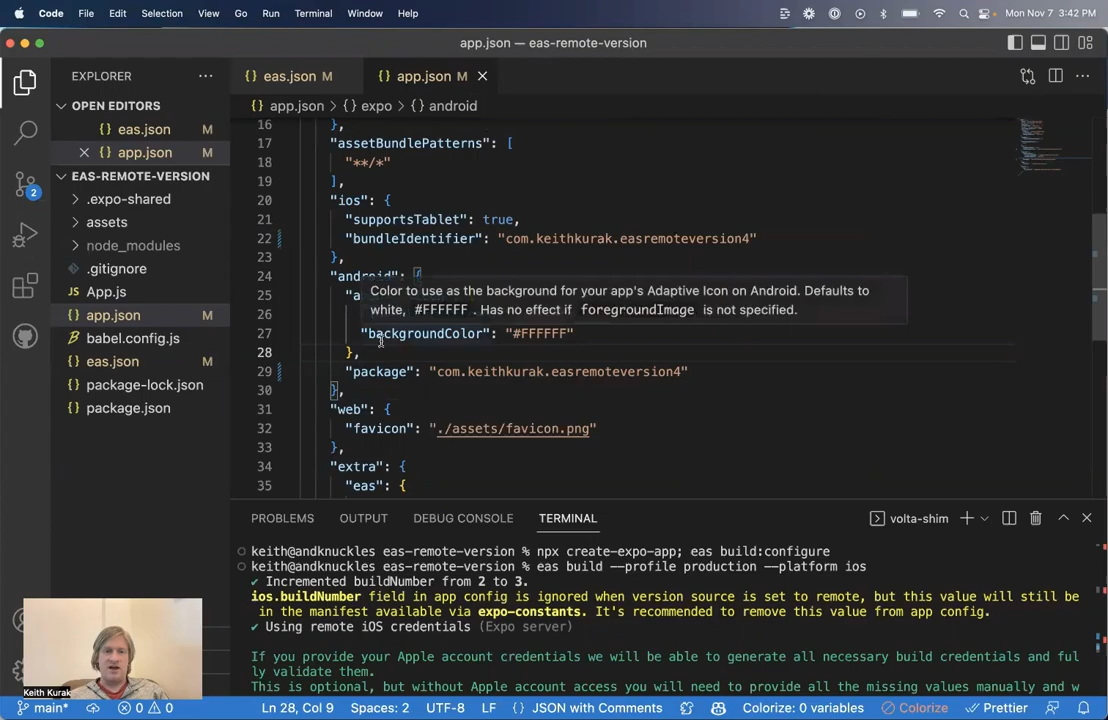 Code File Edit Selection View Go Run Terminal Window Help Mon Nov 7 3:42 PM
app.json — eas-remote-version
EXPLORER
eas.json M app.json M
OPEN EDITORS
app.json > {} expo > {} android
{} eas.json M
{} app.json M
EAS-REMOTE-VERSION
.expo-shared
assets
node_modules
.gitignore
JS App.js
{} app.json
JS babel.config.js
{} eas.json
{} package-lock.json
{} package.json
2
16 },
17 "assetBundlePatterns": [
18 "**/*"
19 ],
20 "ios": {
21 "supportsTablet": true,
22 "bundleIdentifier": "com.keithkurak.easremoteversion4"
23 },
24 "android": {
25 "a
Color to use as the background for your app's Adaptive Icon on Android. Defaults to
26
white, #FFFFFF . Has no effect if foregroundImage is not specified.
27 "backgroundColor": "#FFFFFF"
28 },
29 "package": "com.keithkurak.easremoteversion4"
30 },
31 "web": {
32 "favicon": "./assets/favicon.png"
33 },
34 "extra": {
35 "eas": {
PROBLEMS OUTPUT DEBUG CONSOLE TERMINAL volta-shim
keith@andknuckles eas-remote-version % npx create-expo-app; eas build:configure
keith@andknuckles eas-remote-version % eas build --profile production --platform ios
✔ Incremented buildNumber from 2 to 3.
ios.buildNumber field in app config is ignored when version source is set to remote, but this value will still be
in the manifest available via expo-constants. It's recommended to remove this value from app config.
✔ Using remote iOS credentials (Expo server)
If you provide your Apple account credentials we will be able to generate all necessary build credentials and ful
ly validate them.
This is optional, but without Apple account access you will need to provide all the missing values manually and w
Keith Kurak
main* 0 0 Ln 28, Col 9 Spaces: 2 UTF-8 LF {} JSON with Comments Colorize: 0 variables Colorize Prettier